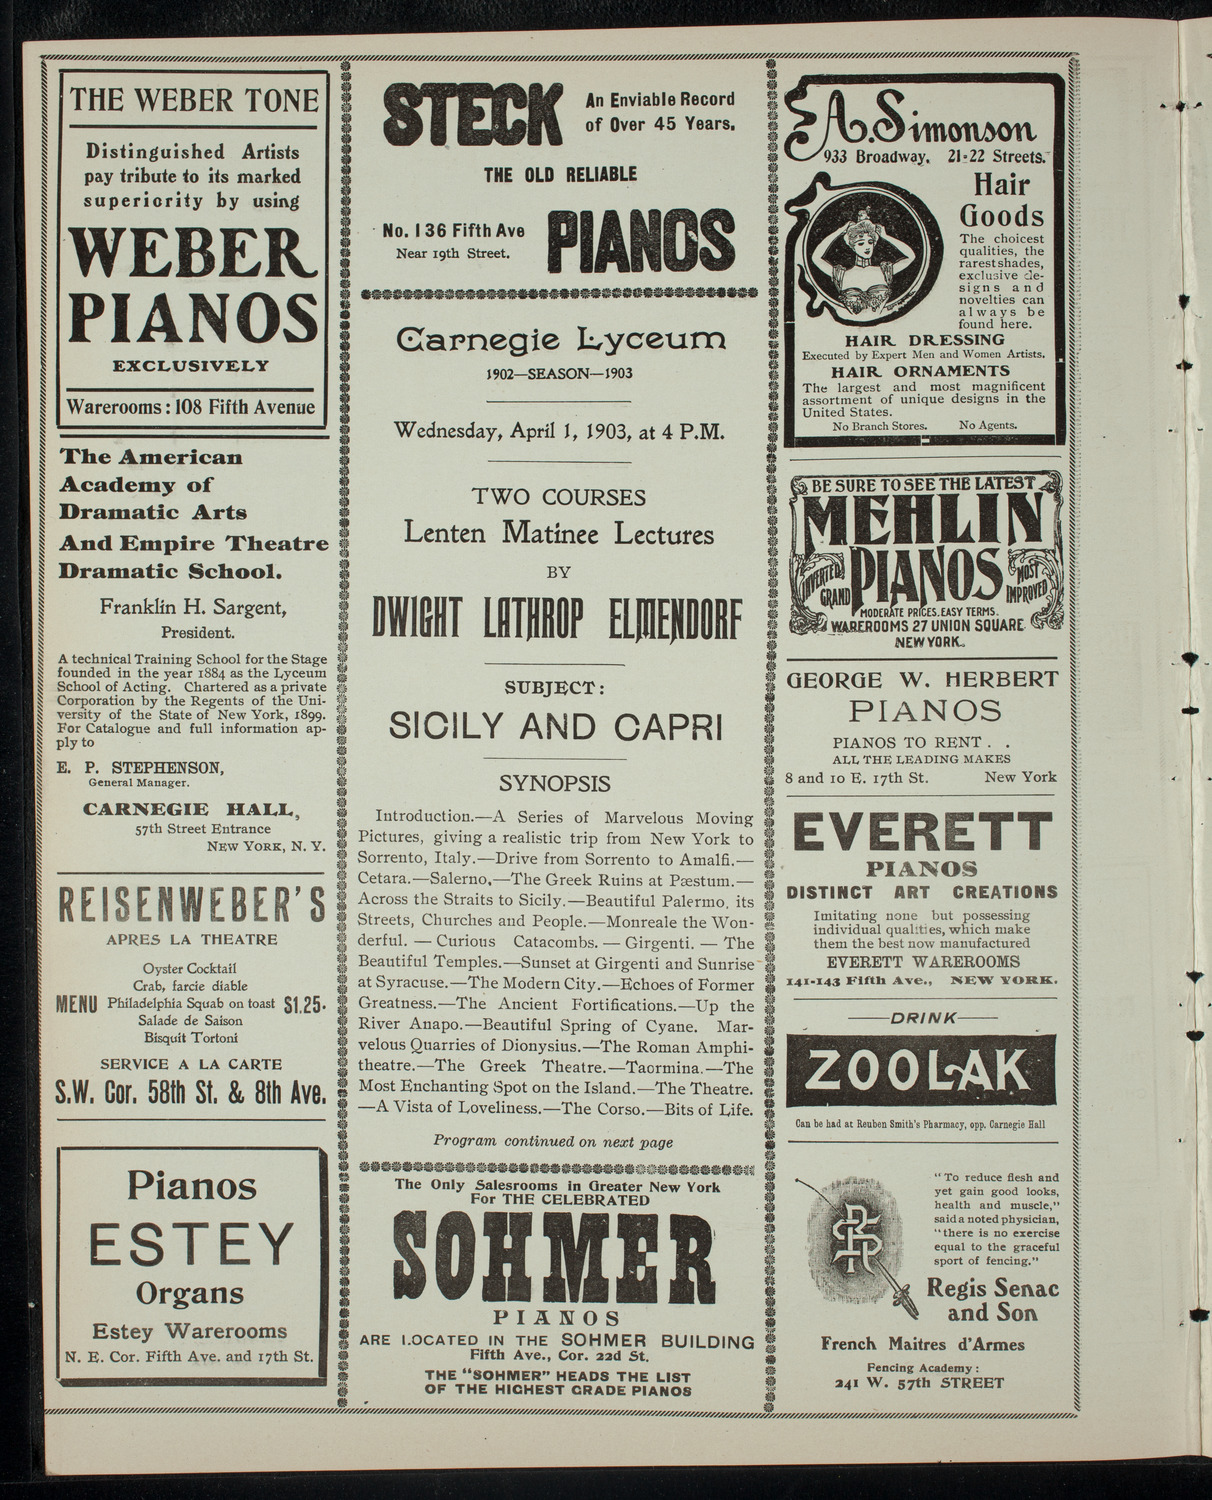 THE WEBER TONE
Distinguished Artists
pay tribute to its marked
superiority by using
WEBER
PIANOS
EXCLUSIVELY
Warerooms: 108 Fifth Avenue
The American
Academy of
Dramatic Arts
And Empire Theatre
Dramatic School.
Franklin H. Sargent,
President.
A technical Training School for the Stage
founded in the year 1884 as the Lyceum
School of Acting. Chartered as a private
Corporation by the Regents of the Uni-
versity of the State of New York, 1899.
For Catalogue and full information ap-
ply to
E. P. STEPHENSON,
General Manager.
CARNEGIE HALL,
57th Street Entrance
NEW YORK, N. Y.
REISENWEBER'S
APRES LA THEATRE
Oyster Cocktail
Crab, farcie diable
MENU Philadelphia Squab on toast $1.25.
Salade de Saison
Bisquit Tortoni
SERVICE A LA CARTE
S.W. Cor. 58th St. & 8th Ave.
Pianos
ESTEY
Organs
Estey Warerooms
N. E. Cor. Fifth Ave. and 17th St.
STECK
An Enviable Record
of Over 45 Years.
THE OLD RELIABLE
No. 136 Fifth Ave
Near 19th Street.
PIANOS
Carnegie Lyceum
1902—SEASON—1903
Wednesday, April 1, 1903, at 4 P.M.
TWO COURSES
Lenten Matinee Lectures
BY
DWIGHT LATHROP ELMENDORF
SUBJECT:
SICILY AND CAPRI
SYNOPSIS
Introduction.—A Series of Marvelous Moving
Pictures, giving a realistic trip from New York to
Sorrento, Italy.—Drive from Sorrento to Amalfi.—
Cetara.—Salerno.—The Greek Ruins at Pæstum.—
Across the Straits to Sicily.—Beautiful Palermo, its
Streets, Churches and People.—Monreale the Won-
derful. — Curious Catacombs. — Girgenti. — The
Beautiful Temples.—Sunset at Girgenti and Sunrise
at Syracuse.—The Modern City.—Echoes of Former
Greatness.—The Ancient Fortifications.—Up the
River Anapo.—Beautiful Spring of Cyane. Mar-
velous Quarries of Dionysius.—The Roman Amphi-
theatre.—The Greek Theatre.—Taormina.—The
Most Enchanting Spot on the Island.—The Theatre.
—A Vista of Loveliness.—The Corso.—Bits of Life.
Program continued on next page
The Only Salesrooms in Greater New York
For THE CELEBRATED
SOHMER
PIANOS
ARE LOCATED IN THE SOHMER BUILDING
Fifth Ave., Cor. 22d St.
THE "SOHMER" HEADS THE LIST
OF THE HIGHEST GRADE PIANOS
A. Simonson
933 Broadway, 21-22 Streets.
Hair
Goods
The choicest
qualities, the
rarest shades,
exclusive de-
signs and
novelties can
always be
found here.
HAIR DRESSING
Executed by Expert Men and Women Artists.
HAIR ORNAMENTS
The largest and most magnificent
assortment of unique designs in the
United States.
No Branch Stores. No Agents.
BE SURE TO SEE THE LATEST
MEHLIN
PIANOS
INVERTED GRAND
MOST IMPROVED
MODERATE PRICES. EASY TERMS.
WAREROOMS 27 UNION SQUARE
NEW YORK.
GEORGE W. HERBERT
PIANOS
PIANOS TO RENT . .
ALL THE LEADING MAKES
8 and 10 E. 17th St. New York
EVERETT
PIANOS
DISTINCT ART CREATIONS
Imitating none but possessing
individual qualities, which make
them the best now manufactured
EVERETT WAREROOMS
141-143 Fifth Ave., NEW YORK.
DRINK
ZOOLAK
Can be had at Reuben Smith's Pharmacy, opp. Carnegie Hall
"To reduce flesh and
yet gain good looks,
health and muscle,"
said a noted physician,
"there is no exercise
equal to the graceful
sport of fencing."
Regis Senac
and Son
French Maitres d'Armes
Fencing Academy:
241 W. 57th STREET